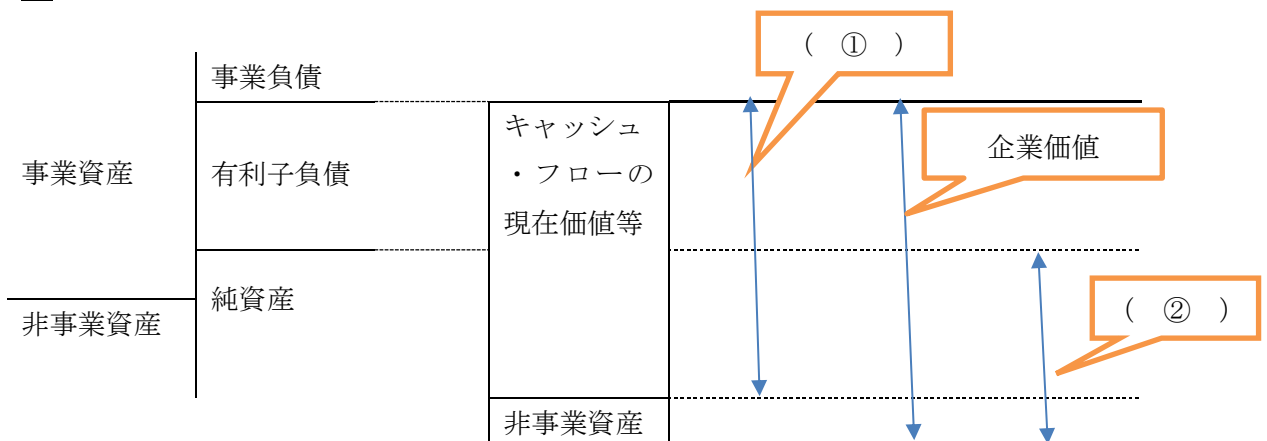 ( ① )
事業負債
キャッシュ
・フローの
現在価値等
企業価値
事業資産
有利子負債
純資産
非事業資産
( ② )
非事業資産